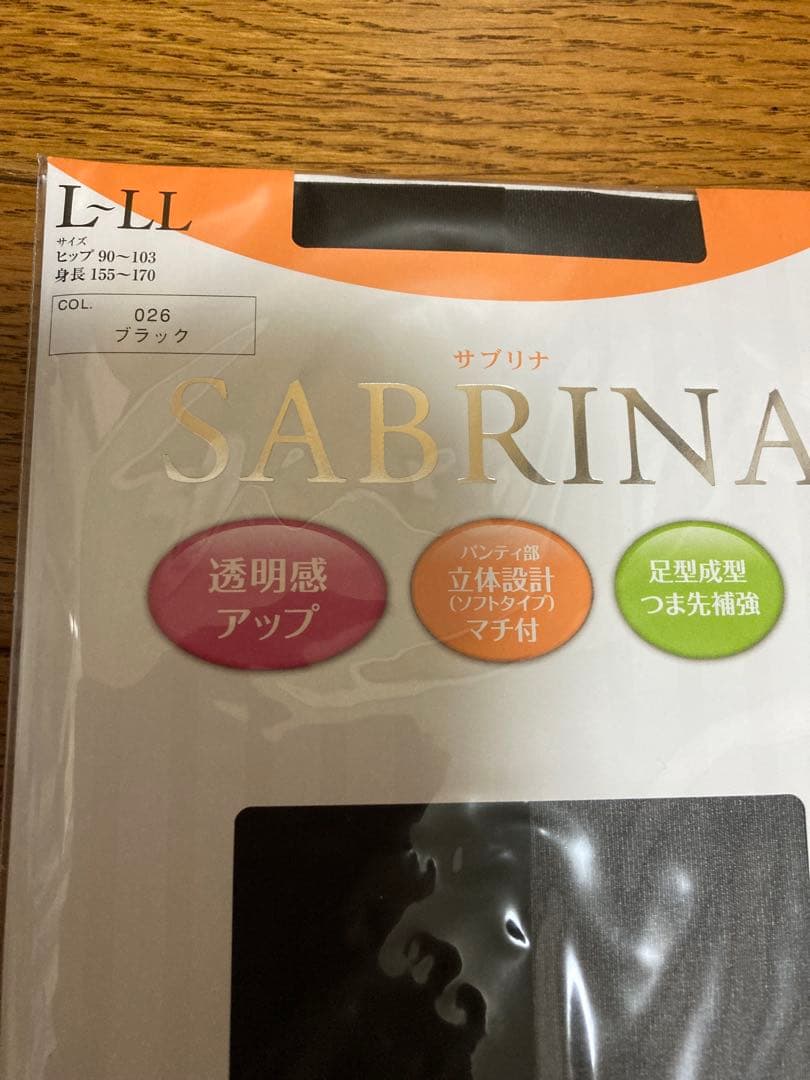 L~LL
サイズ
ヒップ 90～103
身長 155～170
COL.
026
ブラック
サブリナ
SABRINA
透明感
アップ
パンティ部
立体設計
(ソフトタイプ)
マチ付
足型成型
つま先補強